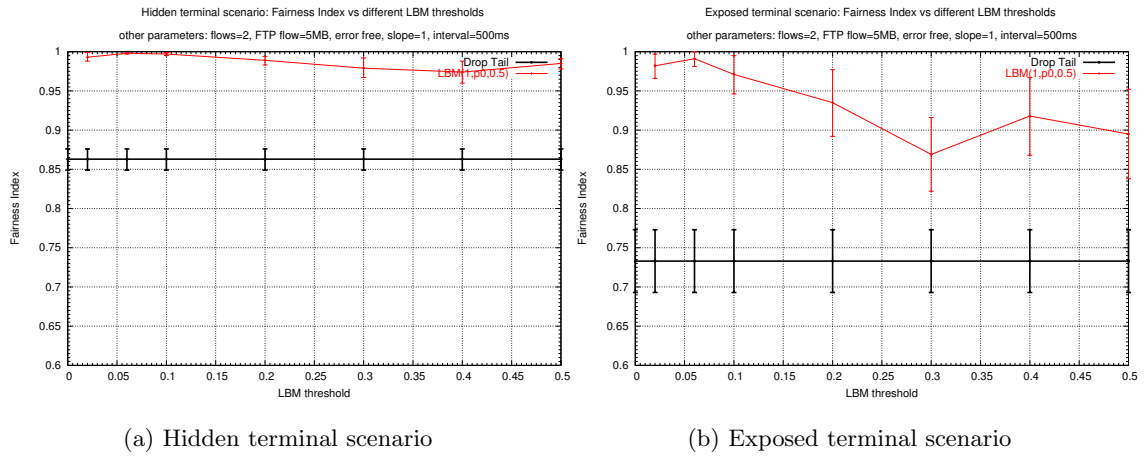 Hidden terminal scenario: Fairness Index vs different LBM thresholds
other parameters: flows=2, FTP flow=5MB, error free, slope=1, interval=500ms
1
0.95
0.9
0.85
0.8
0.75
0.7
0.65
0.6
Fairness Index
Drop Tail
LBM(1,p0,0.5)
0 0.05 0.1 0.15 0.2 0.25 0.3 0.35 0.4 0.45 0.5
LBM threshold
(a) Hidden terminal scenario
Exposed terminal scenario: Fairness Index vs different LBM thresholds
other parameters: flows=2, FTP flow=5MB, error free, slope=1, interval=500ms
1
0.95
0.9
0.85
0.8
0.75
0.7
0.65
0.6
Fairness Index
Drop Tail
LBM(1,p0,0.5)
0 0.05 0.1 0.15 0.2 0.25 0.3 0.35 0.4 0.45 0.5
LBM threshold
(b) Exposed terminal scenario